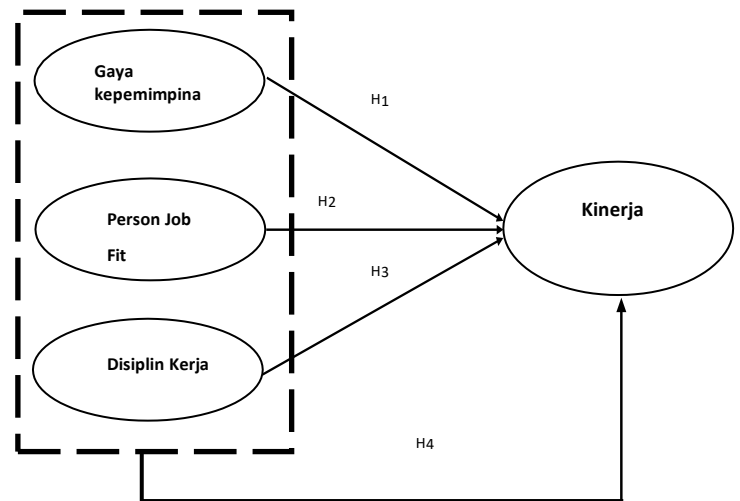 Gaya
kepemimpina
H1
Person Job
Fit
H2
Kinerja
H3
Disiplin Kerja
H4